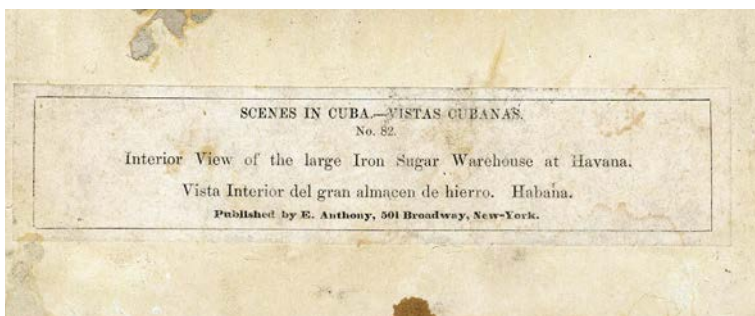 SCENES IN CUBA.—VISTAS CUBANAS.
No. 82.
Interior View of the large Iron Sugar Warehouse at Havana.
Vista Interior del gran almacen de hierro. Habana.
Published by E. Anthony, 501 Broadway, New-York.